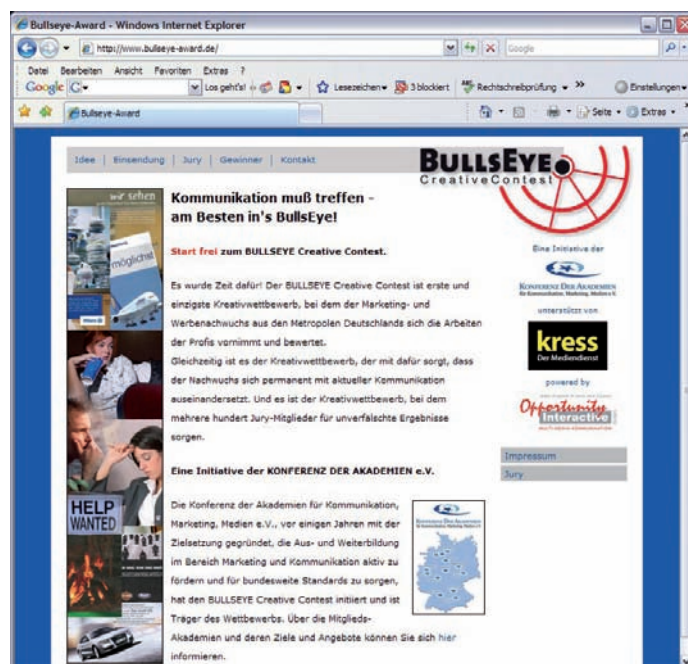 Bullseye-Award - Windows Internet Explorer
http://www.bullseye-award.de/
Google
Datei Bearbeiten Ansicht Favoriten Extras ?
Google Los geht's! Lesezeichen 3 blockiert Rechtschreibprüfung Einstellungen
Bullseye-Award Seite Extras
Idee | Einsendung | Jury | Gewinner | Kontakt
BULLSEYE
CreativeContest
wir sehen
möglichst
HELP
WANTED
Kommunikation muß treffen -
am Besten in's BullsEye!
Start frei zum BULLSEYE Creative Contest.
Es wurde Zeit dafür! Der BULLSEYE Creative Contest ist erste und
einzigste Kreativwettbewerb, bei dem der Marketing- und
Werbenachwuchs aus den Metropolen Deutschlands sich die Arbeiten
der Profis vornimmt und bewertet.
Gleichzeitig ist es der Kreativwettbewerb, der mit dafür sorgt, dass
der Nachwuchs sich permanent mit aktueller Kommunikation
auseinandersetzt. Und es ist der Kreativwettbewerb, bei dem
mehrere hundert Jury-Mitglieder für unverfälschte Ergebnisse
sorgen.
Eine Initiative der KONFERENZ DER AKADEMIEN e.V.
Die Konferenz der Akademien für Kommunikation,
Marketing, Medien e.V., vor einigen Jahren mit der
Zielsetzung gegründet, die Aus- und Weiterbildung
im Bereich Marketing und Kommunikation aktiv zu
fördern und für bundesweite Standards zu sorgen,
hat den BULLSEYE Creative Contest initiiert und ist
Träger des Wettbewerbs. Über die Mitglieds-
Akademien und deren Ziele und Angebote können Sie sich hier
informieren.
Eine Initiative der
KONFERENZ DER AKADEMIEN
für Kommunikation, Marketing, Medien e.V.
unterstützt von
kress
Der Mediendienst
powered by
Opportunity
Interactive
Impressum
Jury